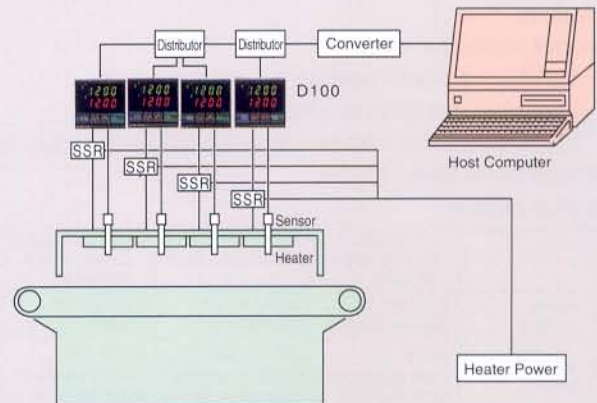 Distributor
Distributor
Converter
1200
1200
1200
1200
1200
1200
1200
1200
D100
Host Computer
SSR
SSR
SSR
SSR
Sensor
Heater
Heater Power